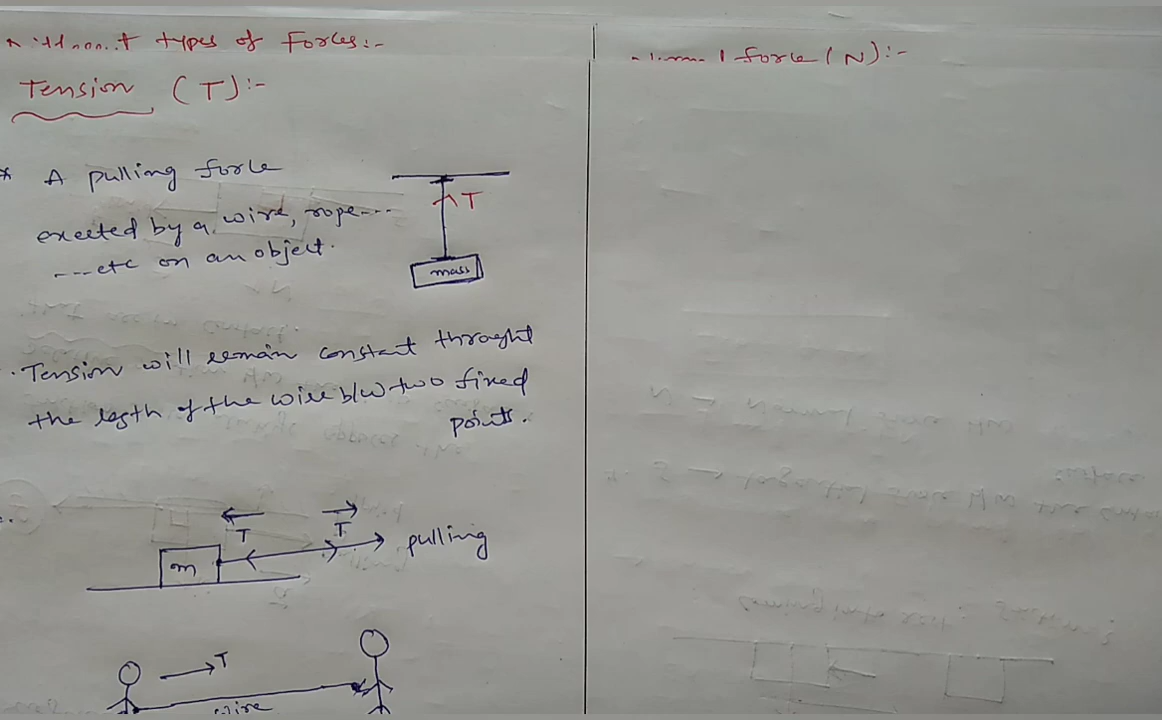 types of Forces:-
Tension (T):-
* A pulling force
exerted by a wire, rope----
---etc on an object.
T
mass
Tension will remain constant throught
the legth of the wire b/w two fixed
points.
T
T
m
pulling
T
wire
force (N):-